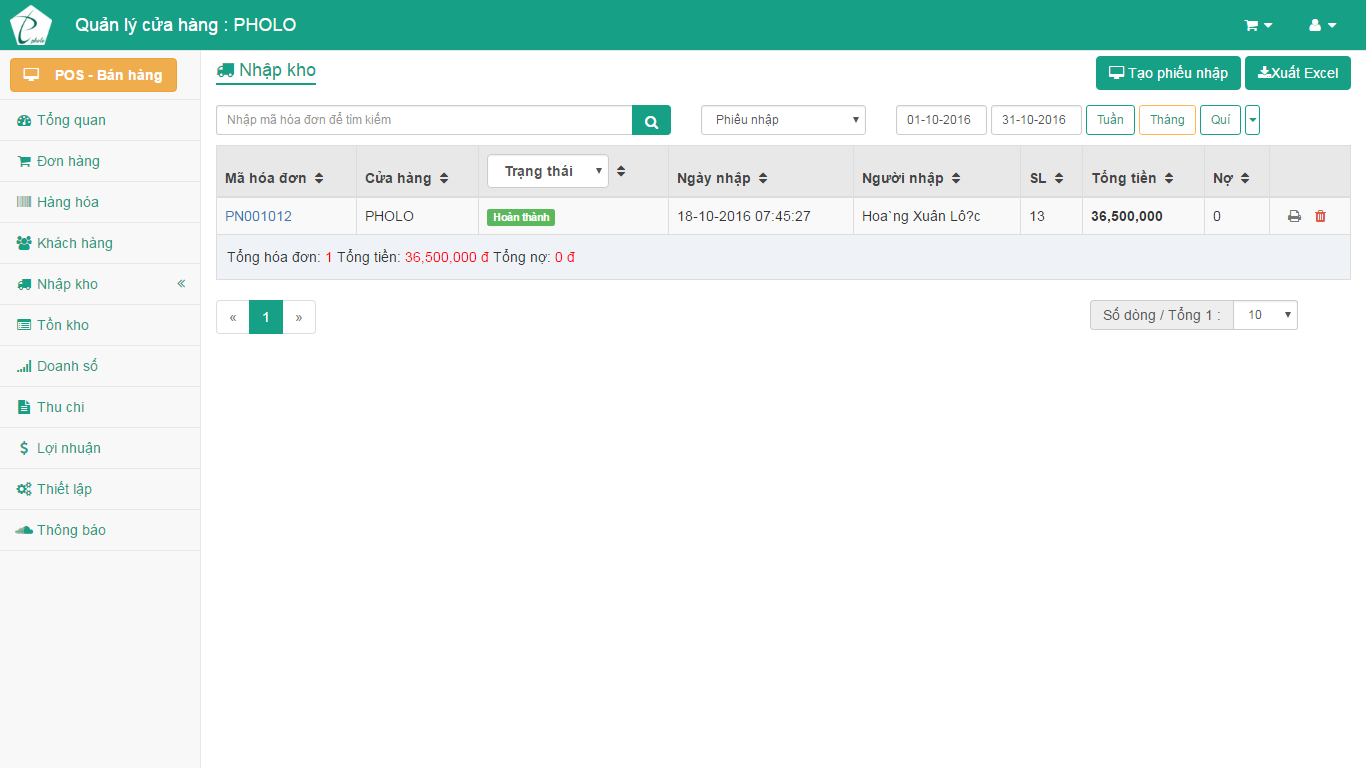 pholo
Quản lý cửa hàng : PHOLO
POS - Bán hàng
Tổng quan
Đơn hàng
Hàng hóa
Khách hàng
Nhập kho «
Tồn kho
Doanh số
Thu chi
Lợi nhuận
Thiết lập
Thông báo
Nhập kho
Tạo phiếu nhập Xuất Excel
Nhập mã hóa đơn để tìm kiếm Phiếu nhập 01-10-2016 31-10-2016 Tuần Tháng Quí
Mã hóa đơn Cửa hàng Trạng thái Ngày nhập Người nhập SL Tổng tiền Nợ
PN001012 PHOLO Hoàn thành 18-10-2016 07:45:27 Hoa`ng Xuân Lô?c 13 36,500,000 0
Tổng hóa đơn: 1 Tổng tiền: 36,500,000 đ Tổng nợ: 0 đ
« 1 » Số dòng / Tổng 1 : 10